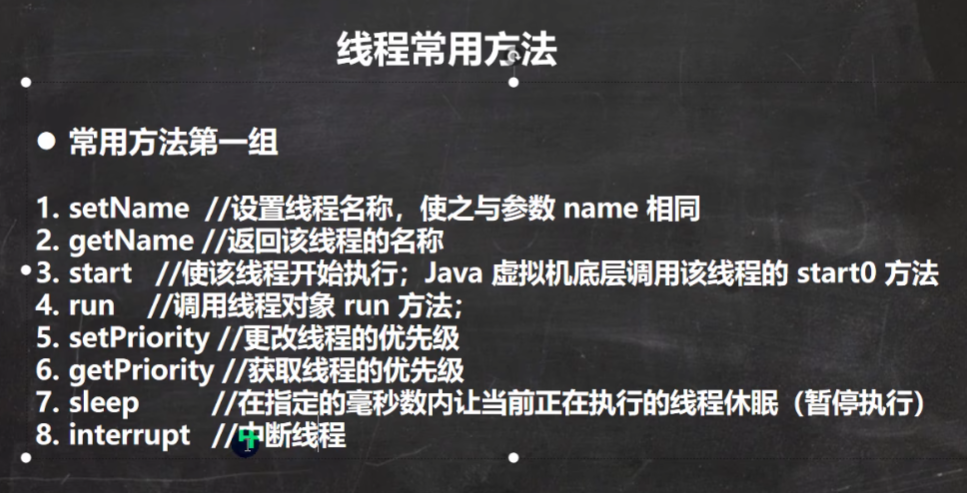 线程常用方法
● 常用方法第一组
1. setName //设置线程名称，使之与参数 name 相同
2. getName //返回该线程的名称
3. start //使该线程开始执行；Java 虚拟机底层调用该线程的 start0 方法
4. run //调用线程对象 run 方法；
5. setPriority //更改线程的优先级
6. getPriority //获取线程的优先级
7. sleep //在指定的毫秒数内让当前正在执行的线程休眠（暂停执行）
8. interrupt //中断线程